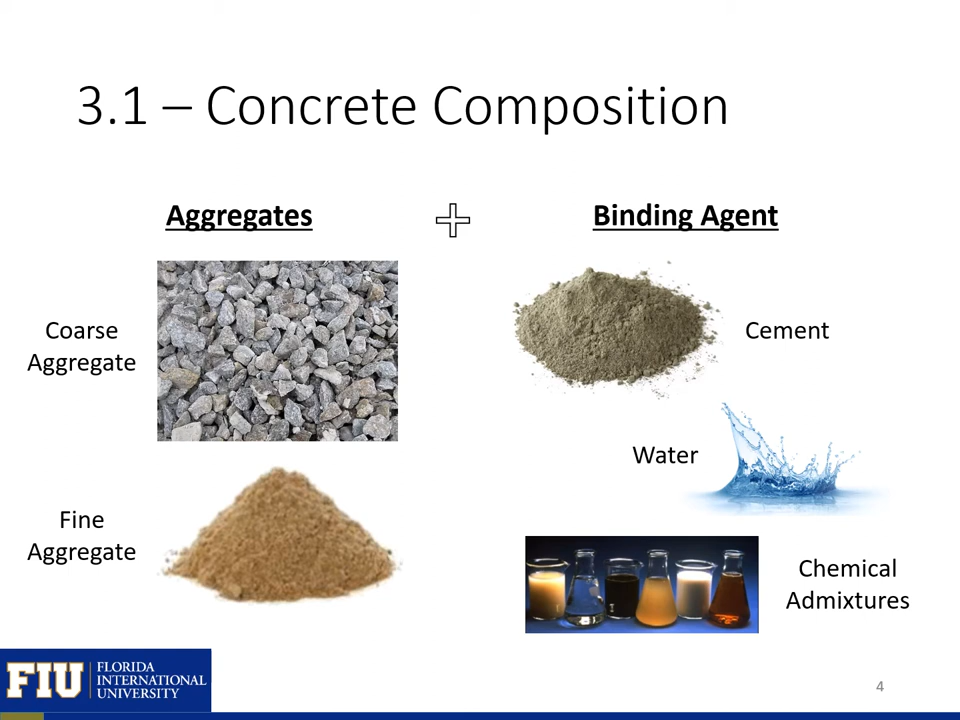 3.1 – Concrete Composition
Aggregates
Binding Agent
Coarse
Aggregate
Cement
Water
Fine
Aggregate
Chemical
Admixtures
FIU
FLORIDA
INTERNATIONAL
UNIVERSITY
4